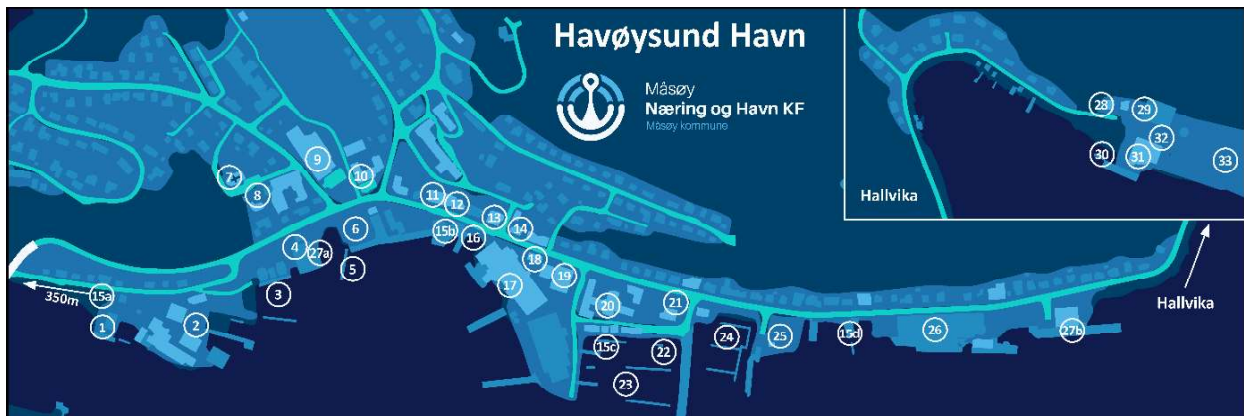 Havøysund Havn
Måsøy
Næring og Havn KF
Måsøy kommune
28
29
32
30
31
33
Hallvika
9
7
10
8
11
12
13
14
6
15b
16
4
27a
18
5
19
17
3
15a
350m
1
2
20
21
Hallvika
15c
22
24
25
15d
26
27b
23